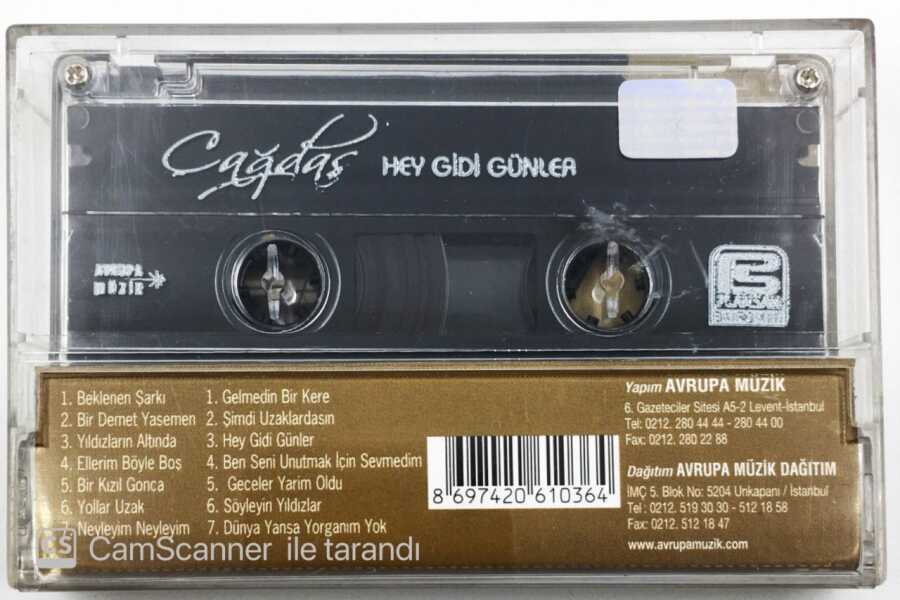 Çağdaş HEY GİDİ GÜNLER
AVRUPA
MÜZİK
1. Beklenen Şarkı
2. Bir Demet Yasemen
3. Yıldızların Altında
4. Ellerim Böyle Boş
5. Bir Kızıl Gonca
6. Yollar Uzak
7. Neyleyim Neyleyim
1. Gelmedin Bir Kere
2. Şimdi Uzaklardasın
3. Hey Gidi Günler
4. Ben Seni Unutmak İçin Sevmedim
5. Geceler Yarim Oldu
6. Söyleyin Yıldızlar
7. Dünya Yansa Yorganım Yok
8 697420 610364
Yapım AVRUPA MÜZİK
6. Gazeteciler Sitesi A5-2 Levent-İstanbul
Tel: 0212. 280 44 44 - 280 44 00
Fax: 0212. 280 22 88
Dağıtım AVRUPA MÜZİK DAĞITIM
İMÇ 5. Blok No: 5204 Unkapanı / İstanbul
Tel: 0212. 519 30 30 - 512 18 58
Fax: 0212. 512 18 47
www.avrupamuzik.com
CS CamScanner ile tarandı